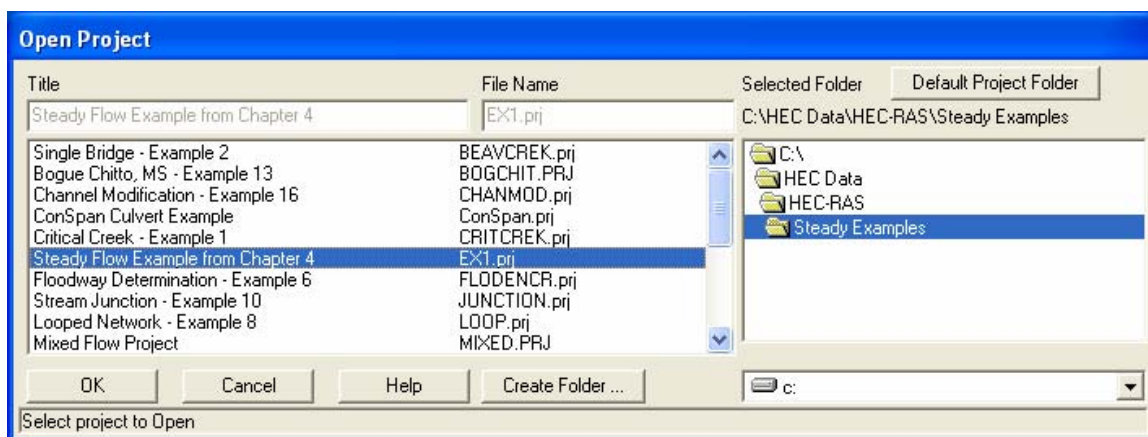 Open Project
Title File Name Selected Folder Default Project Folder
Steady Flow Example from Chapter 4 EX1.prj C:\HEC Data\HEC-RAS\Steady Examples
Single Bridge - Example 2 BEAVCREK.prj
Bogue Chitto, MS - Example 13 BOGCHIT.PRJ
Channel Modification - Example 16 CHANMOD.prj
ConSpan Culvert Example ConSpan.prj
Critical Creek - Example 1 CRITCREK.prj
Steady Flow Example from Chapter 4 EX1.prj
Floodway Determination - Example 6 FLODENCR.prj
Stream Junction - Example 10 JUNCTION.prj
Looped Network - Example 8 LOOP.prj
Mixed Flow Project MIXED.PRJ
C:\
HEC Data
HEC-RAS
Steady Examples
OK Cancel Help Create Folder ... c:
Select project to Open